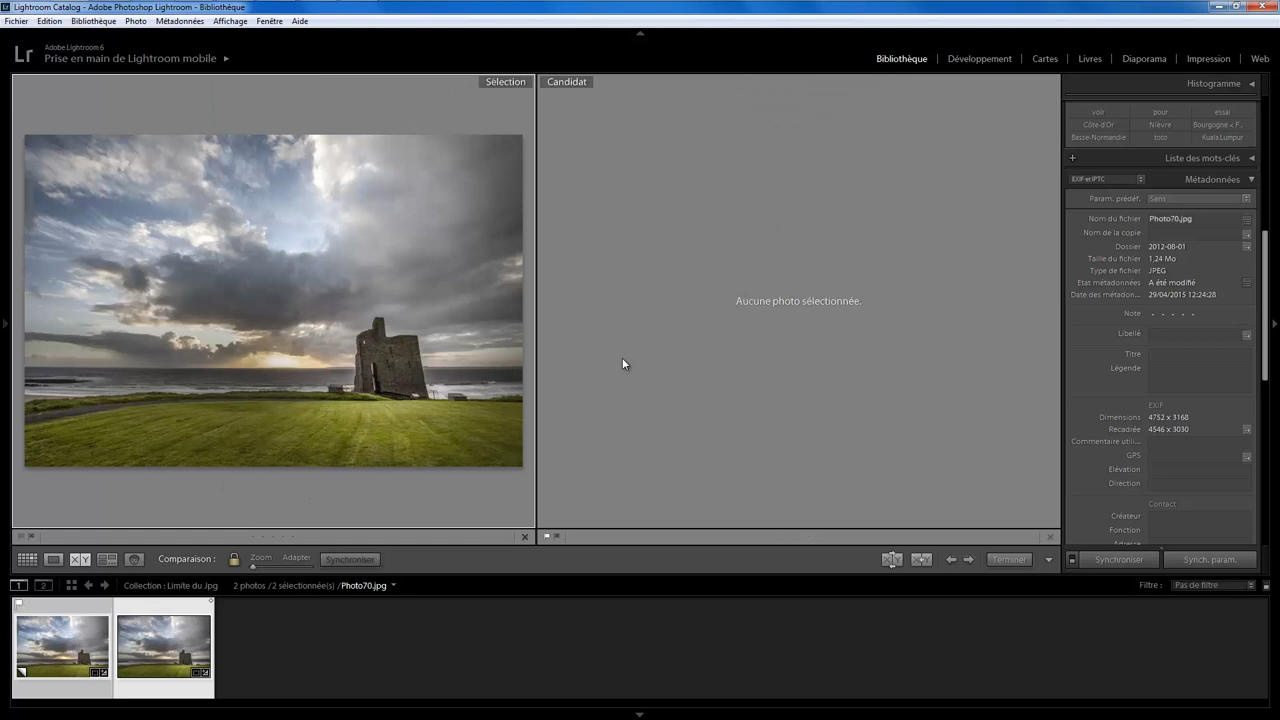 Lightroom Catalog - Adobe Photoshop Lightroom - Bibliothèque
Fichier Edition Bibliothèque Photo Métadonnées Affichage Fenêtre Aide
Lr
Adobe Lightroom 6
Prise en main de Lightroom mobile
Bibliothèque | Développement | Cartes | Livres | Diaporama | Impression | Web
Sélection
Candidat
Aucune photo sélectionnée.
Histogramme
voir pour essai
Côte-d'Or Nièvre Bourgogne < F...
Basse-Normandie toto Kuala Lumpur
+ Liste des mots-clés
EXIF et IPTC Métadonnées
Param. prédéf. Sans
Nom du fichier Photo70.jpg
Nom de la copie
Dossier 2012-08-01
Taille du fichier 1,24 Mo
Type de fichier JPEG
Etat métadonnées A été modifié
Date des métadon... 29/04/2015 12:24:28
Note
Libellé
Titre
Légende
EXIF
Dimensions 4752 x 3168
Recadrée 4546 x 3030
Commentaire utili...
GPS
Elévation
Direction
Contact
Créateur
Fonction
Adresse
X|Y Comparaison : Zoom Adapter Synchroniser
Terminer
Synchroniser Synch. param.
1 2 Collection : Limite du Jpg 2 photos /2 sélectionnée(s) /Photo70.jpg
Filtre : Pas de filtre